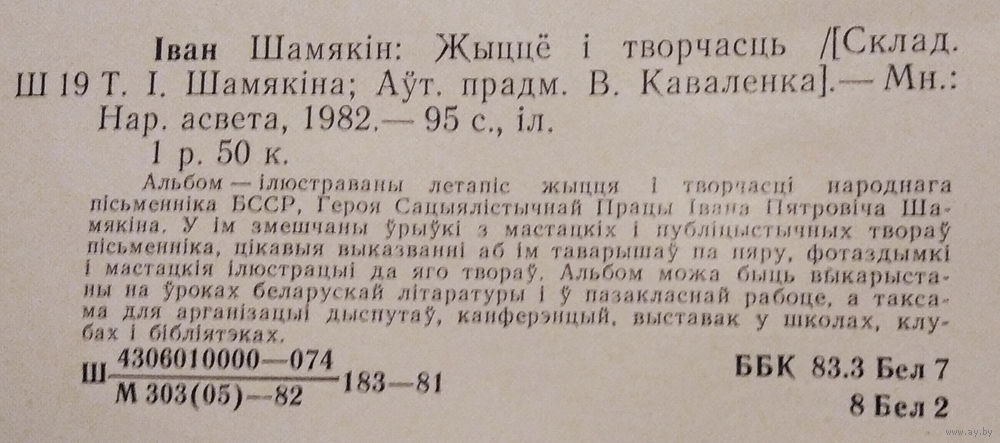 Іван Шамякін: Жыццё і творчасць /[Склад.
Ш 19 Т. І. Шамякіна; Аўт. прадм. В. Каваленка].— Мн.:
Нар. асвета, 1982.— 95 с., іл.
1 р. 50 к.
Альбом — ілюстраваны летапіс жыцця і творчасці народнага
пісьменніка БССР, Героя Сацыялістычнай Працы Івана Пятровіча Ша-
мякіна. У ім змешчаны ўрыўкі з мастацкіх і публіцыстычных твораў
пісьменніка, цікавыя выказванні аб ім таварышаў па пяру, фотаздымкі
і мастацкія ілюстрацыі да яго твораў. Альбом можа быць выкарыста-
ны на ўроках беларускай літаратуры і ў пазакласнай рабоце, а такса-
ма для арганізацыі дыспутаў, канферэнцый, выставак у школах, клу-
бах і бібліятэках.
Ш 4306010000—074
М 303(05)—82 183—81
ББК 83.3 Бел 7
8 Бел 2
www.ay.by